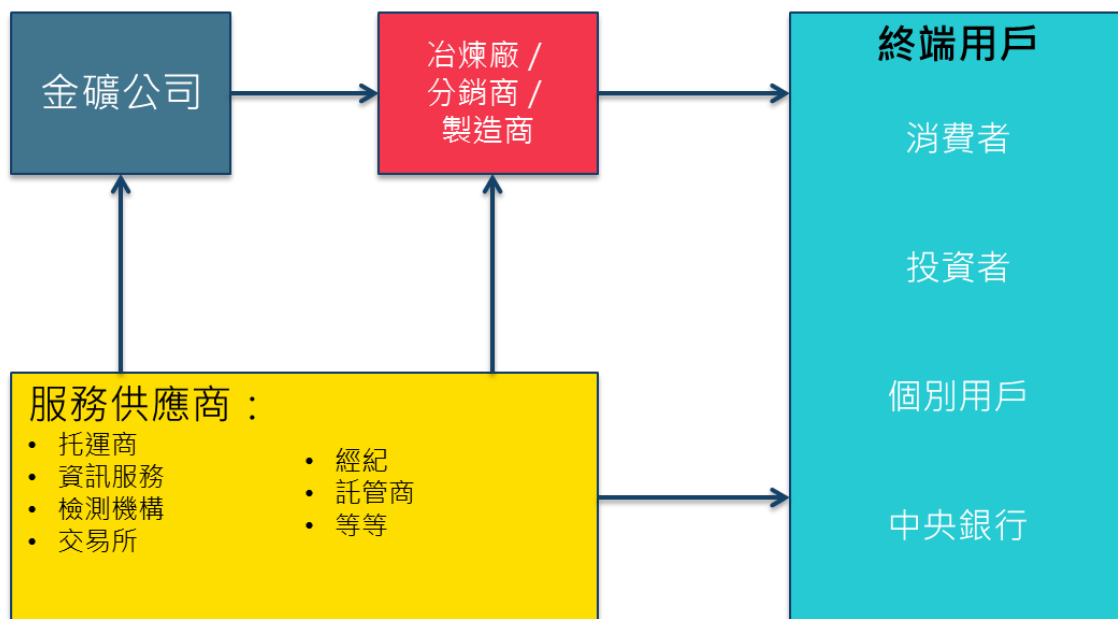 金礦公司
冶煉廠 /
分銷商 /
製造商
終端用戶
消費者
投資者
個別用戶
中央銀行
服務供應商：
• 托運商
• 資訊服務
• 檢測機構
• 交易所
• 經紀
• 託管商
• 等等